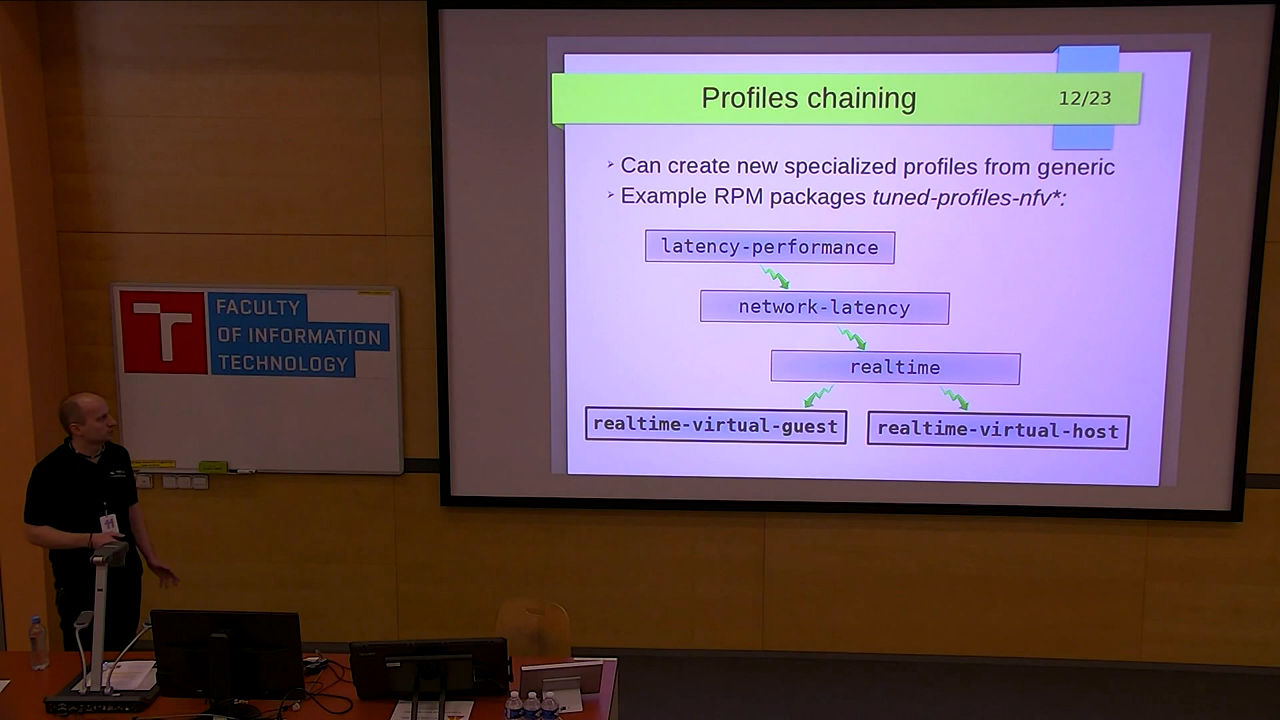 Profiles chaining
12/23
Can create new specialized profiles from generic
Example RPM packages tuned-profiles-nfv*:
latency-performance
network-latency
realtime
realtime-virtual-guest
realtime-virtual-host
FACULTY
OF INFORMATION
TECHNOLOGY